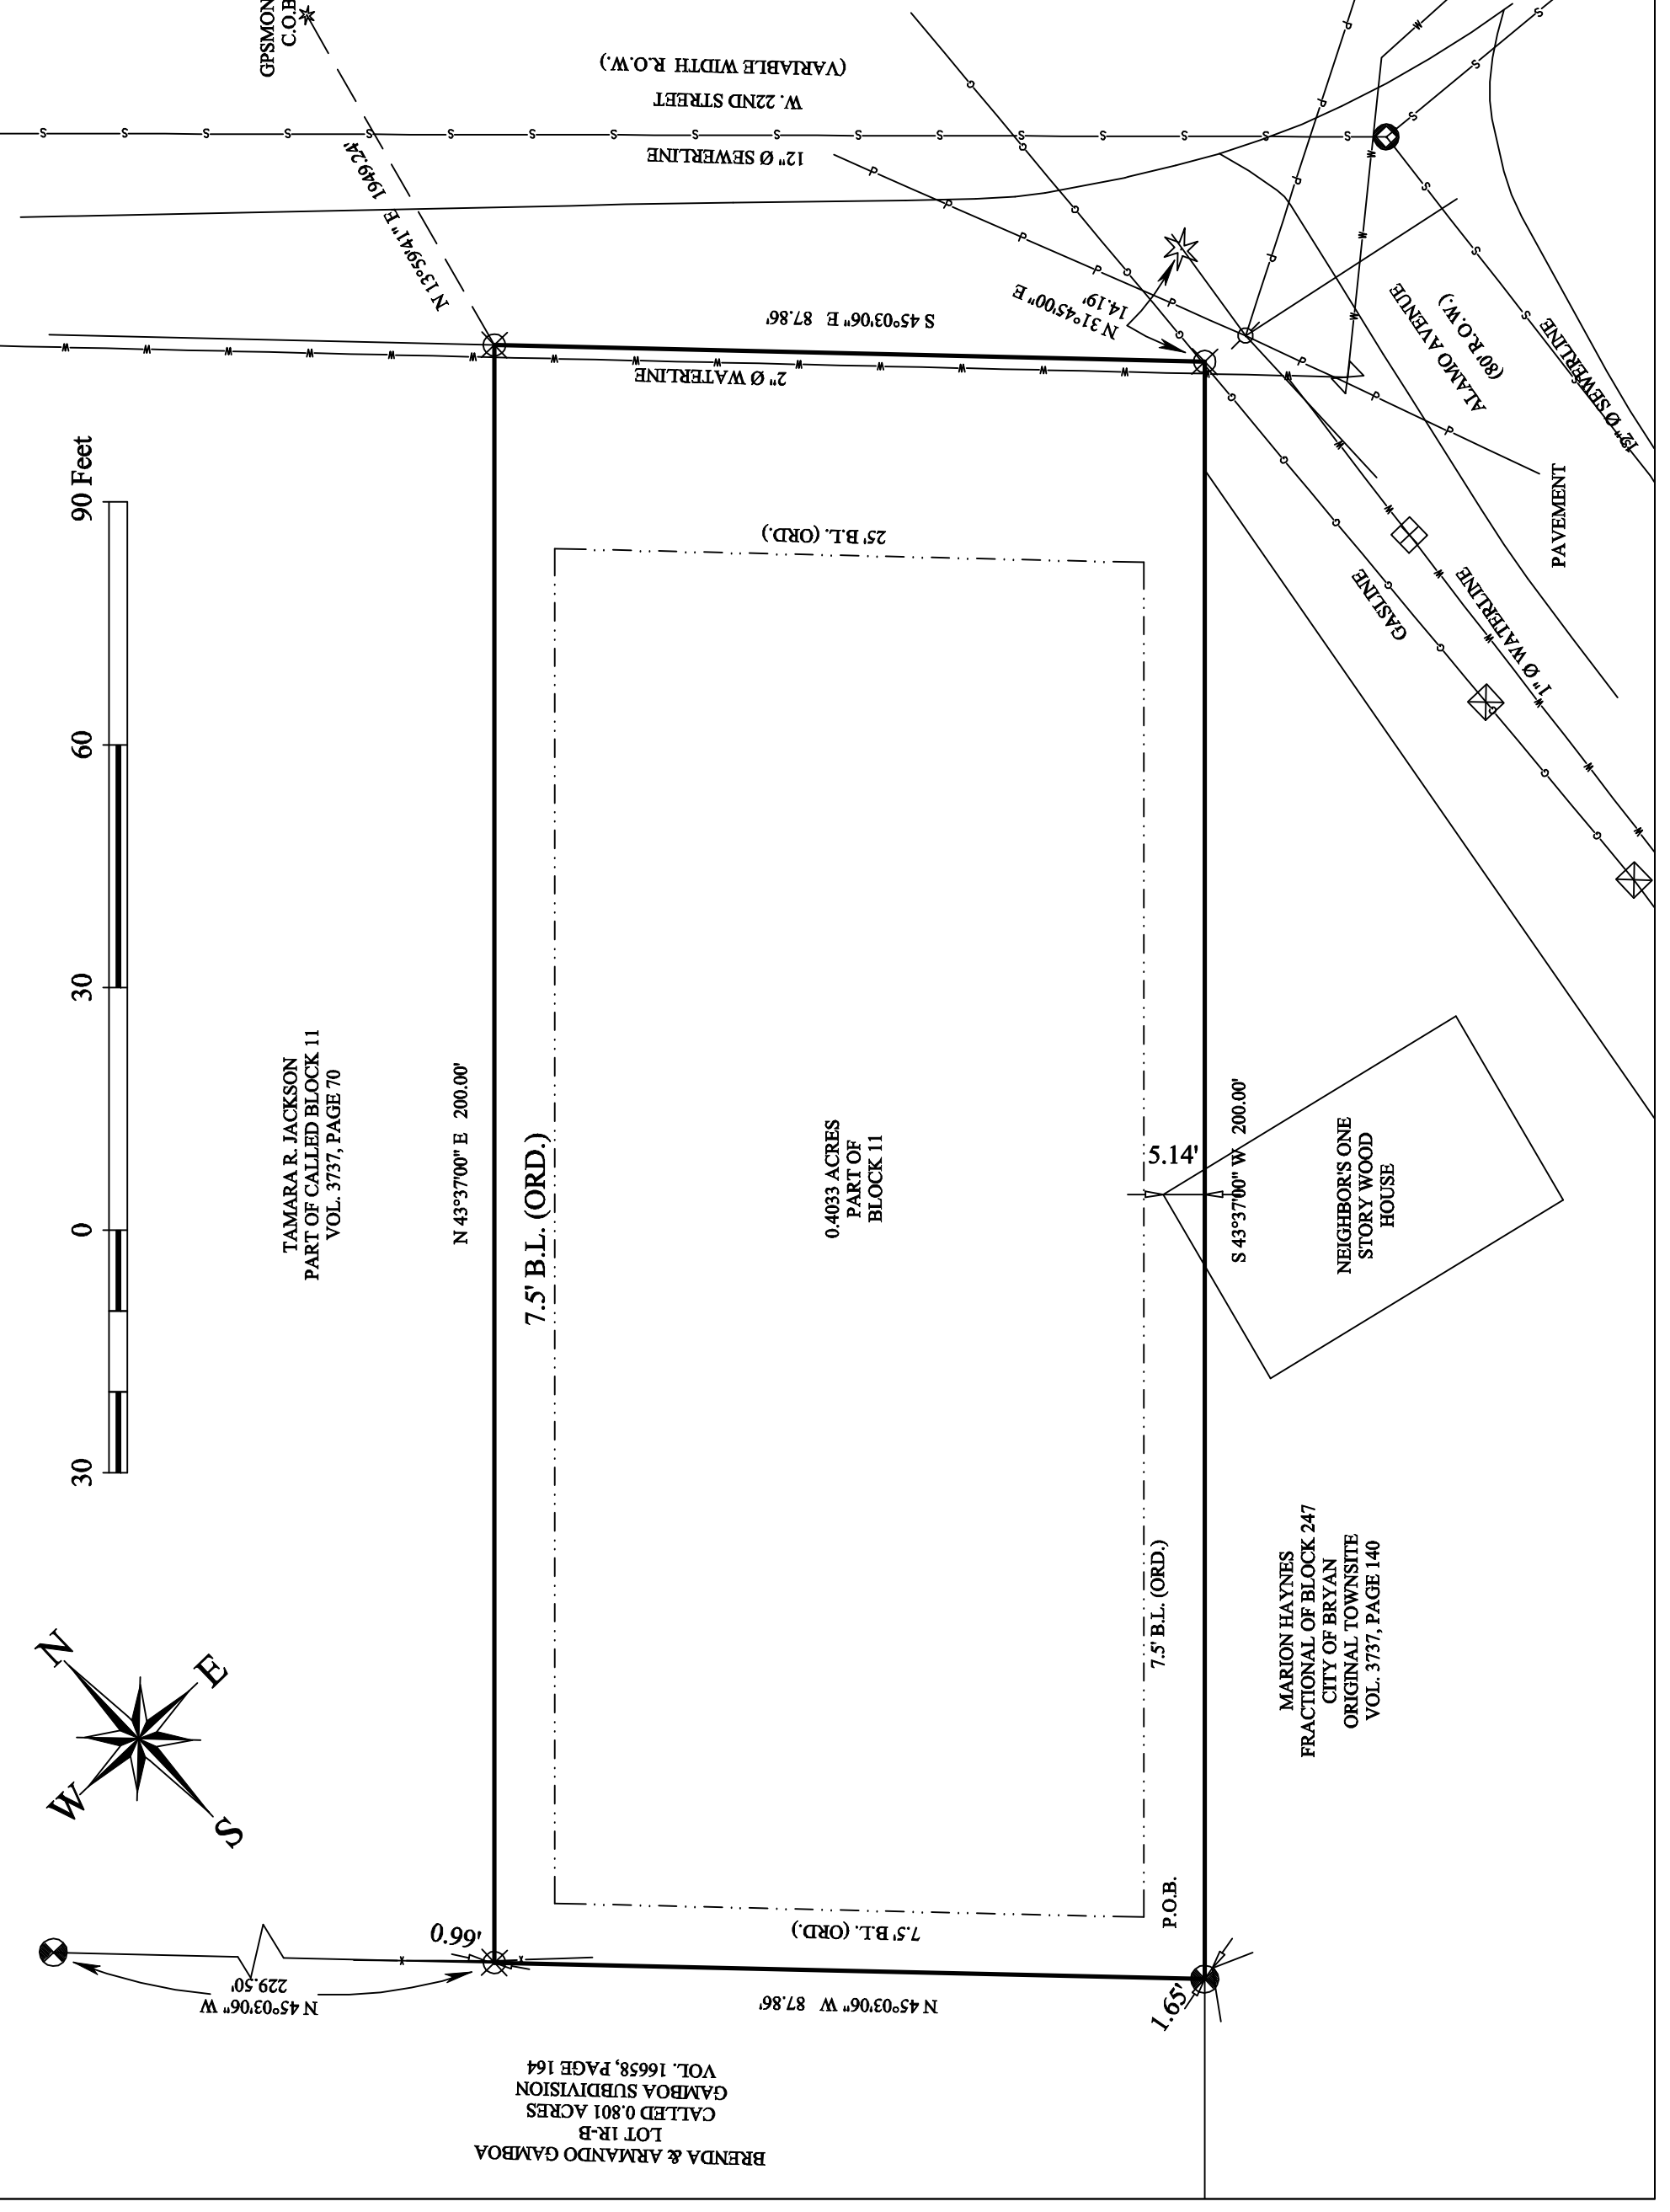 GPSMON
C.O.B
N 13°59'41" E 1949.24'
(VARIABLE WIDTH R.O.W.)
W. 22ND STREET
12" Ø SEWERLINE
S 45°03'06" E 87.86'
2" Ø WATERLINE
N 31°45'00" E
14.19'
ALAMO AVENUE
(80' R.O.W.)
12" Ø SEWERLINE
PAVEMENT
GASLINE
1" Ø WATERLINE
30
0
30
60
90 Feet
25' B.L. (ORD.)
TAMARA R. JACKSON
PART OF CALLED BLOCK 11
VOL. 3737, PAGE 70
N 43°37'00" E 200.00'
7.5' B.L. (ORD.)
0.4033 ACRES
PART OF
BLOCK 11
5.14'
S 43°37'00" W 200.00'
NEIGHBOR'S ONE
STORY WOOD
HOUSE
7.5' B.L. (ORD.)
MARION HAYNES
FRACTIONAL OF BLOCK 247
CITY OF BRYAN
ORIGINAL TOWNSITE
VOL. 3737, PAGE 140
N
E
S
W
P.O.B.
7.5' B.L. (ORD.)
0.66'
1.65'
N 45°03'06" W
229.50'
N 45°03'06" W 87.86'
BRENDA & ARMANDO GAMBOA
LOT 1R-B
CALLED 0.801 ACRES
GAMBOA SUBDIVISION
VOL. 16658, PAGE 164